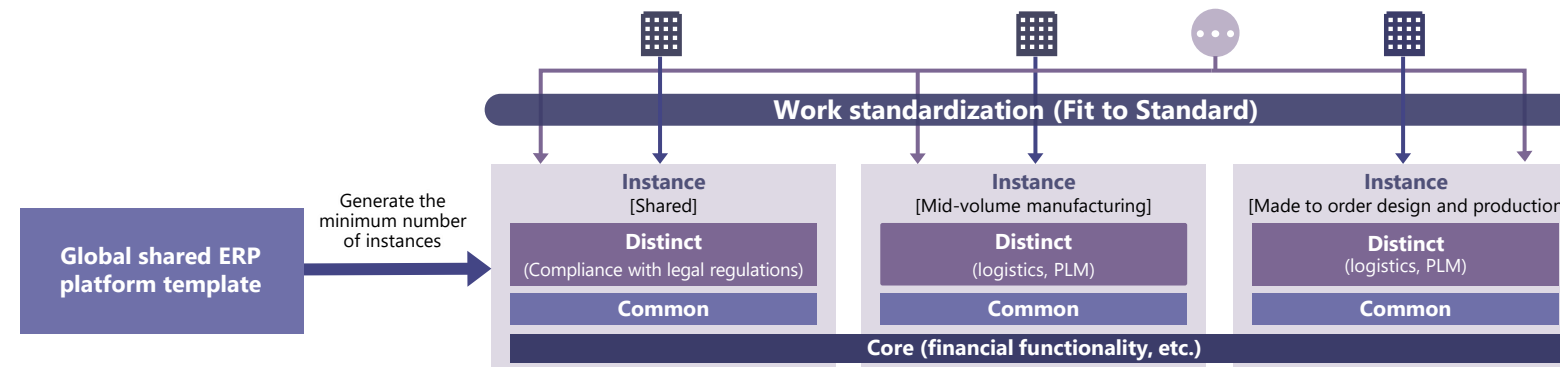 Work standardization (Fit to Standard)
Global shared ERP
platform template
Generate the
minimum number
of instances
Instance
[Shared]
Distinct
(Compliance with legal regulations)
Common
Instance
[Mid-volume manufacturing]
Distinct
(logistics, PLM)
Common
Instance
[Made to order design and production
Distinct
(logistics, PLM)
Common
Core (financial functionality, etc.)